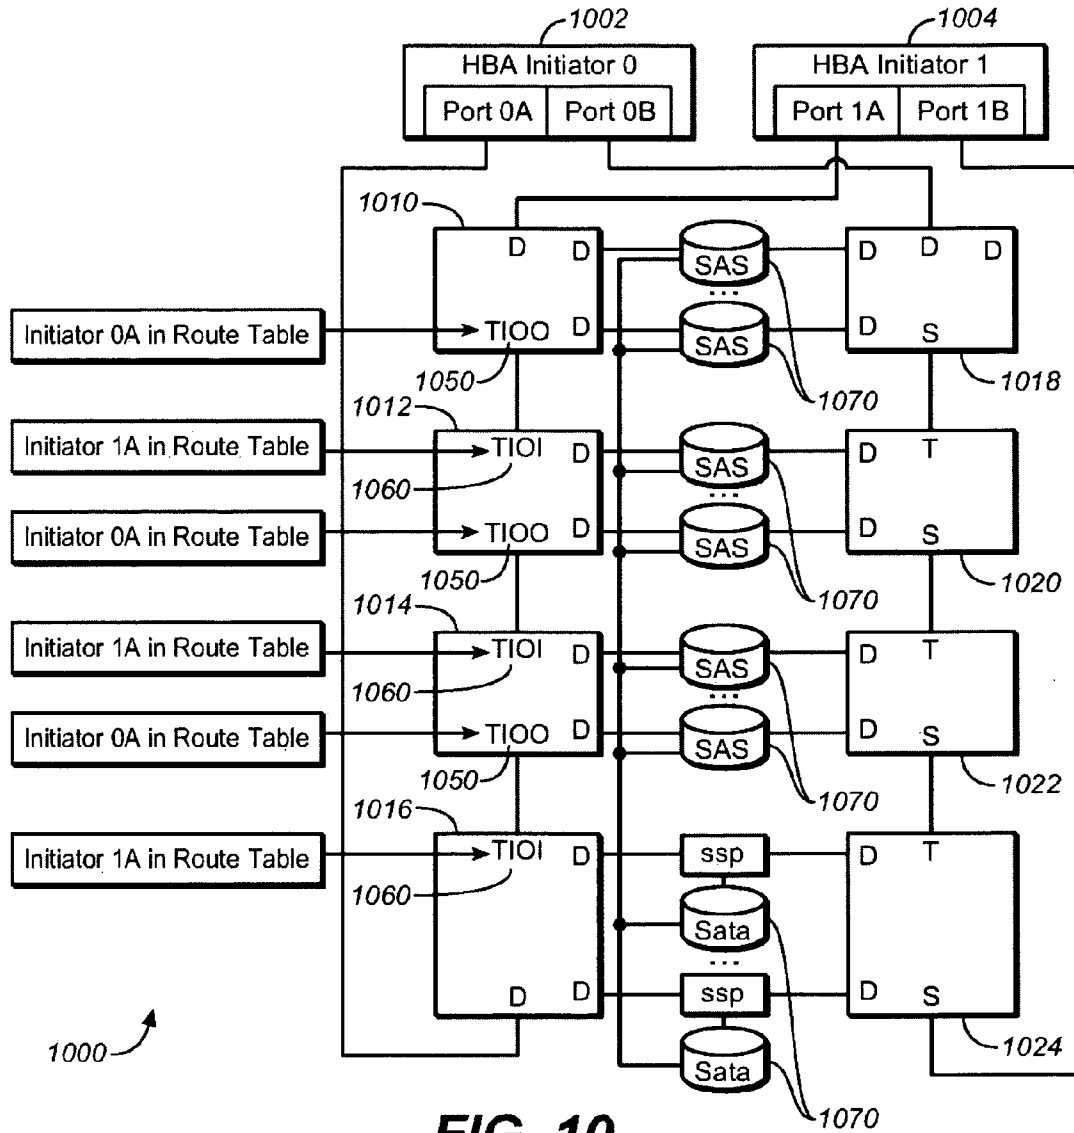 1002
1004
HBA Initiator 0
HBA Initiator 1
Port 0A Port 0B
Port 1A Port 1B
1010
D D
SAS
D D D
...
Initiator 0A in Route Table
TIOO D
SAS
D S
1050
1018
1070
1012
Initiator 1A in Route Table
TIOI D
SAS
D T
1060
...
Initiator 0A in Route Table
TIOO D
SAS
D S
1050
1020
1070
1014
Initiator 1A in Route Table
TIOI D
SAS
D T
1060
...
Initiator 0A in Route Table
TIOO D
SAS
D S
1050
1022
1070
1016
Initiator 1A in Route Table
TIOI D
ssp
D T
1060
Sata
...
D D
ssp
D S
1000
1024
Sata
1070
FIG. 10